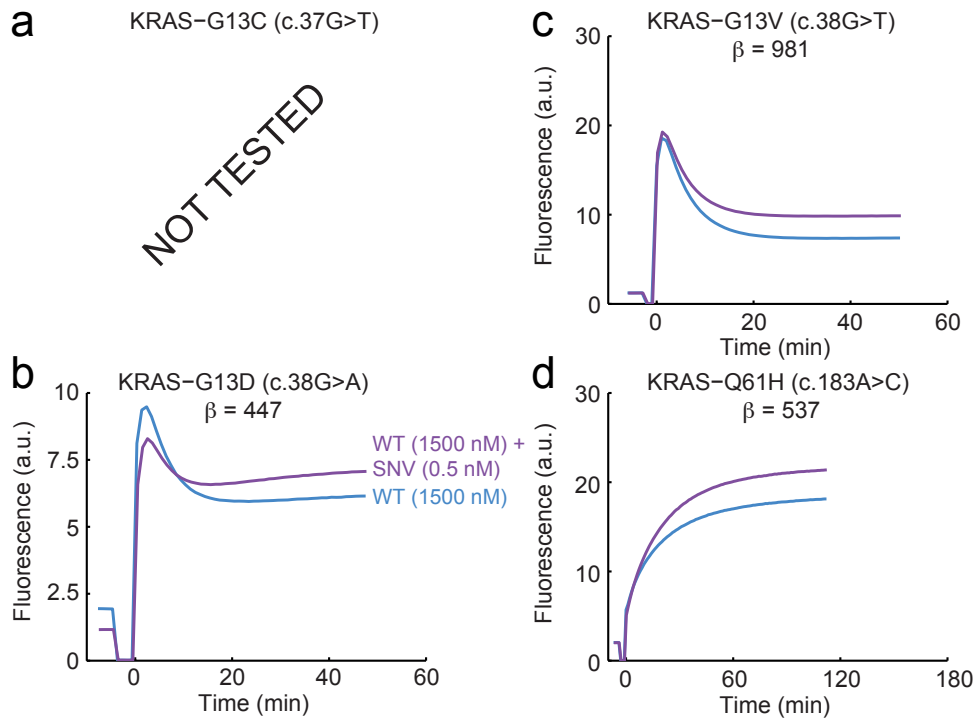 a
KRAS−G13C (c.37G>T)
NOT TESTED
c
KRAS−G13V (c.38G>T)
β = 981
30
20
10
0
Fluorescence (a.u.)
0
20
40
60
Time (min)
b
KRAS−G13D (c.38G>A)
β = 447
10
7.5
5
2.5
0
Fluorescence (a.u.)
WT (1500 nM) +
SNV (0.5 nM)
WT (1500 nM)
0
20
40
60
Time (min)
d
KRAS−Q61H (c.183A>C)
β = 537
30
20
10
0
Fluorescence (a.u.)
0
60
120
180
Time (min)